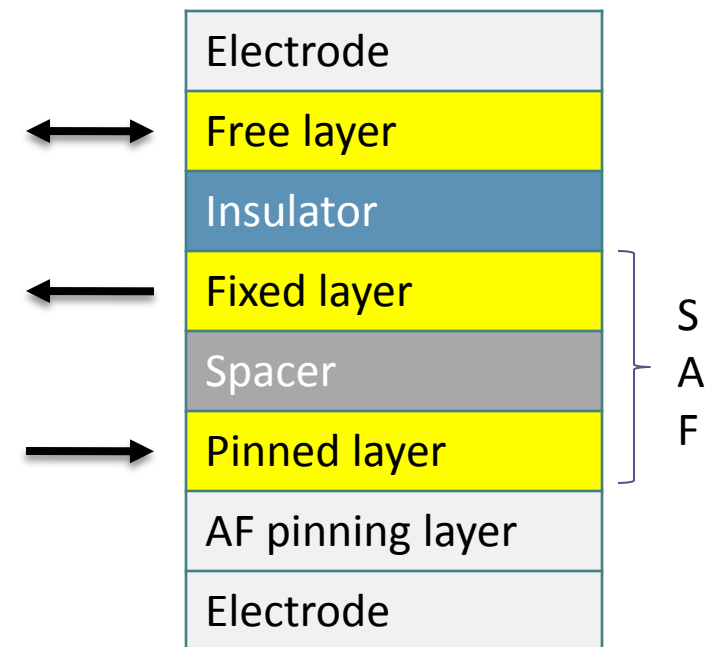 Electrode
Free layer
Insulator
Fixed layer
Spacer
Pinned layer
AF pinning layer
Electrode
S
A
F